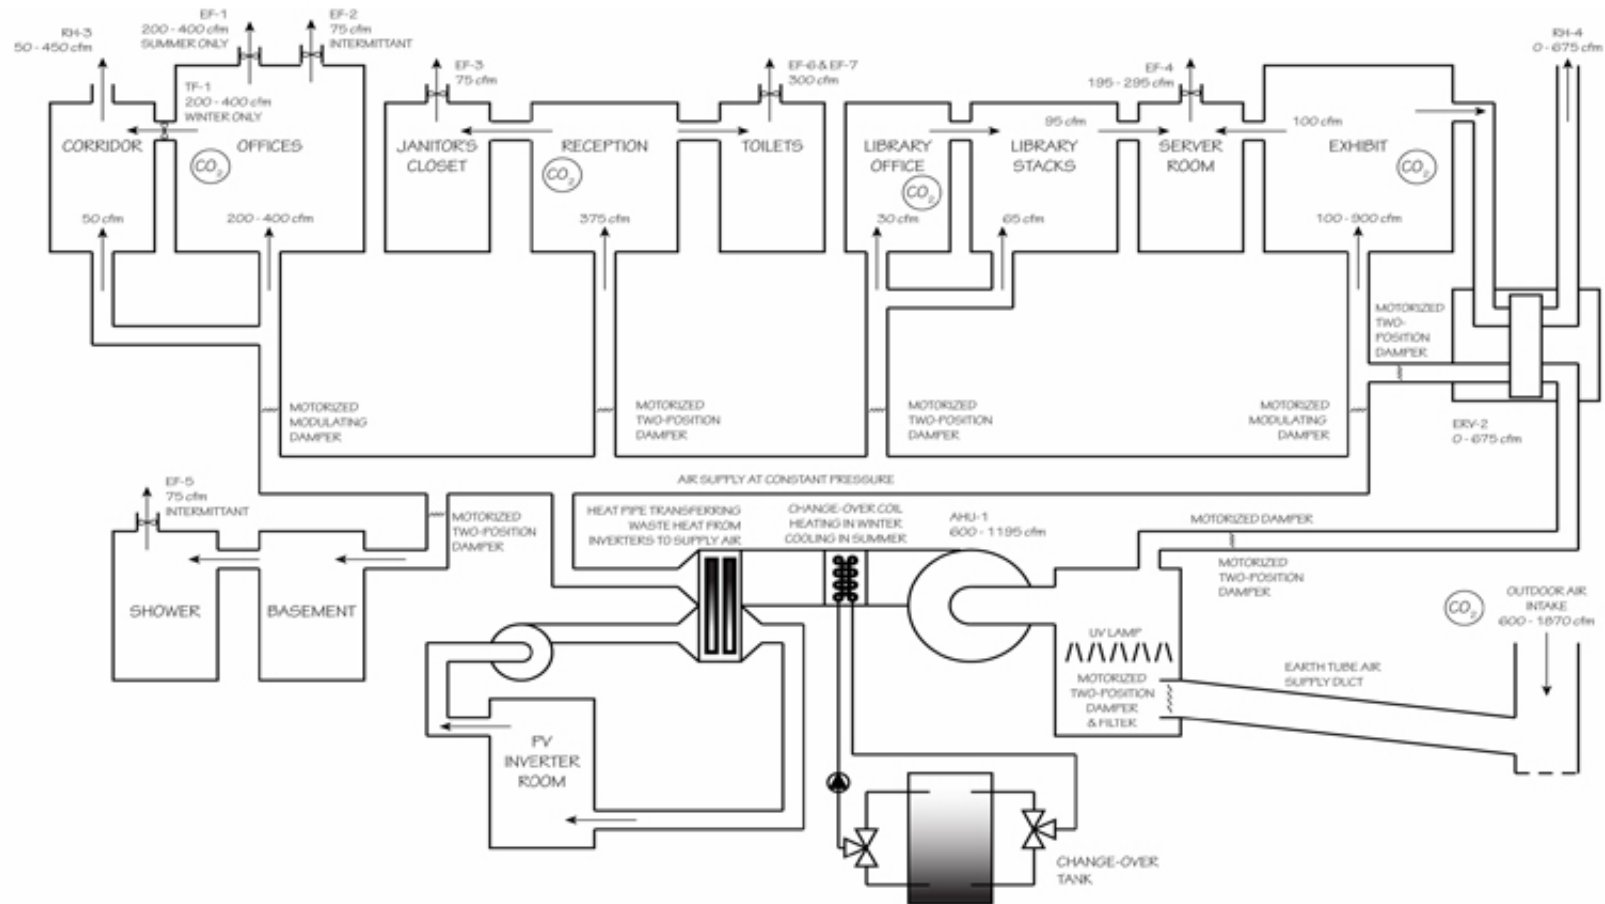 RH-3
50 - 450 cfm
EF-1
200 - 400 cfm
SUMMER ONLY
EF-2
75 cfm
INTERMITTANT
TF-1
200 - 400 cfm
WINTER ONLY
CORRIDOR
OFFICES
CO2
50 cfm
200 - 400 cfm
EF-3
75 cfm
EF-6 & EF-7
300 cfm
JANITOR'S
CLOSET
RECEPTION
CO2
TOILETS
375 cfm
EF-4
195 - 295 cfm
LIBRARY
OFFICE
CO2
30 cfm
95 cfm
LIBRARY
STACKS
65 cfm
SERVER
ROOM
100 cfm
EXHIBIT
CO2
100 - 900 cfm
RH-4
0 - 675 cfm
MOTORIZED
TWO-
POSITION
DAMPER
ERV-2
0 - 675 cfm
MOTORIZED
MODULATING
DAMPER
MOTORIZED
TWO-POSITION
DAMPER
MOTORIZED
TWO-POSITION
DAMPER
MOTORIZED
MODULATING
DAMPER
AIR SUPPLY AT CONSTANT PRESSURE
EF-5
75 cfm
INTERMITTANT
MOTORIZED
TWO-POSITION
DAMPER
SHOWER
BASEMENT
HEAT PIPE TRANSFERRING
WASTE HEAT FROM
INVERTERS TO SUPPLY AIR
CHANGE-OVER COIL
HEATING IN WINTER
COOLING IN SUMMER
AHU-1
600 - 1195 cfm
MOTORIZED DAMPER
MOTORIZED
TWO-POSITION
DAMPER
CO2
OUTDOOR AIR
INTAKE
600 - 1870 cfm
UV LAMP
MOTORIZED
TWO-POSITION
DAMPER
& FILTER
EARTH TUBE AIR
SUPPLY DUCT
PV
INVERTER
ROOM
CHANGE-OVER
TANK